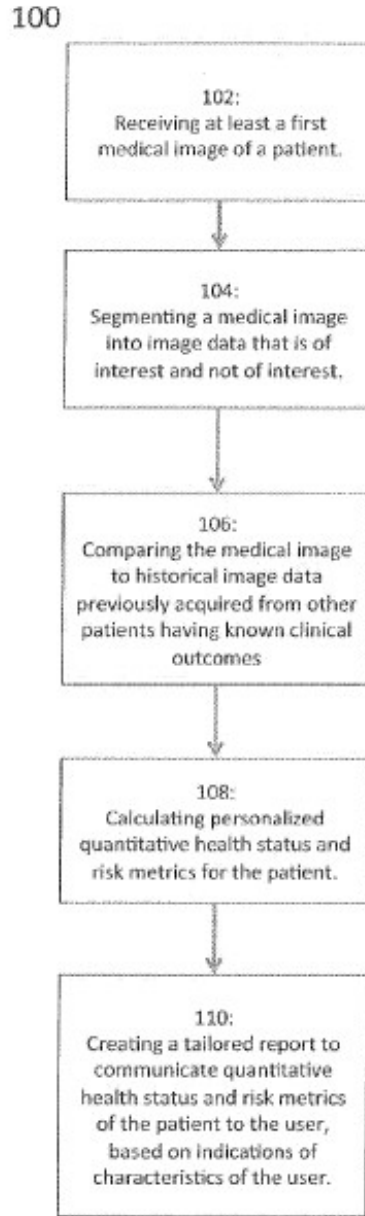 100
102:
Receiving at least a first
medical image of a patient.
104:
Segmenting a medical image
into image data that is of
interest and not of interest.
106:
Comparing the medical image
to historical image data
previously acquired from other
patients having known clinical
outcomes
108:
Calculating personalized
quantitative health status and
risk metrics for the patient.
110:
Creating a tailored report to
communicate quantitative
health status and risk metrics
of the patient to the user,
based on indications of
characteristics of the user.